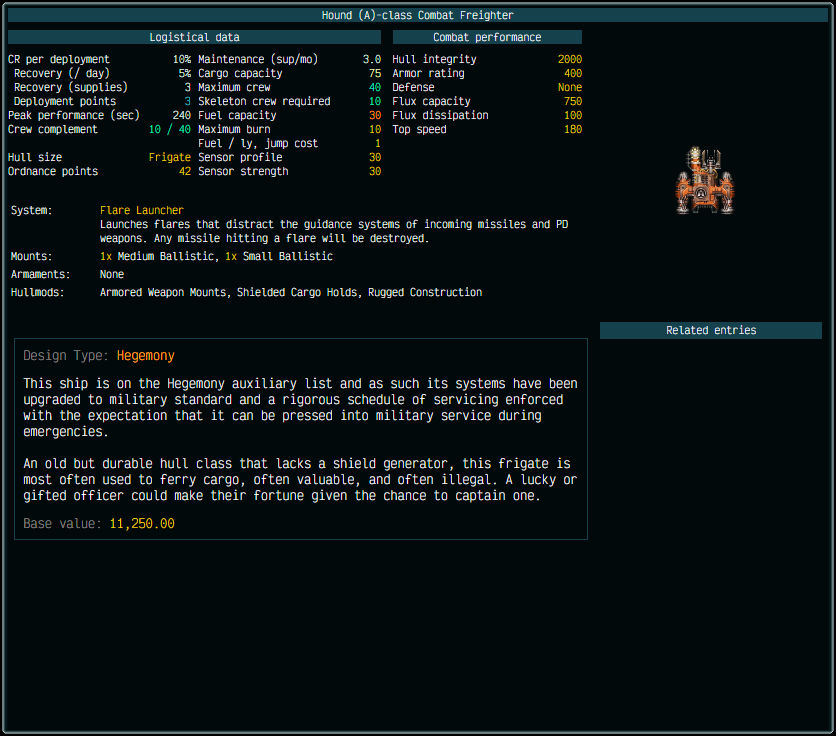 Hound (A)-class Combat Freighter
Logistical data
CR per deployment 10% Maintenance (sup/mo) 3.0
Recovery (/ day) 5% Cargo capacity 75
Recovery (supplies) 3 Maximum crew 40
Deployment points 3 Skeleton crew required 10
Peak performance (sec) 240 Fuel capacity 30
Crew complement 10 / 40 Maximum burn 10
Fuel / ly, jump cost 1
Hull size Frigate Sensor profile 30
Ordnance points 42 Sensor strength 30
Combat performance
Hull integrity 2000
Armor rating 400
Defense None
Flux capacity 750
Flux dissipation 100
Top speed 180
System: Flare Launcher
Launches flares that distract the guidance systems of incoming missiles and PD
weapons. Any missile hitting a flare will be destroyed.
Mounts: 1x Medium Ballistic, 1x Small Ballistic
Armaments: None
Hullmods: Armored Weapon Mounts, Shielded Cargo Holds, Rugged Construction
Related entries
Design Type: Hegemony
This ship is on the Hegemony auxiliary list and as such its systems have been
upgraded to military standard and a rigorous schedule of servicing enforced
with the expectation that it can be pressed into military service during
emergencies.
An old but durable hull class that lacks a shield generator, this frigate is
most often used to ferry cargo, often valuable, and often illegal. A lucky or
gifted officer could make their fortune given the chance to captain one.
Base value: 11,250.00